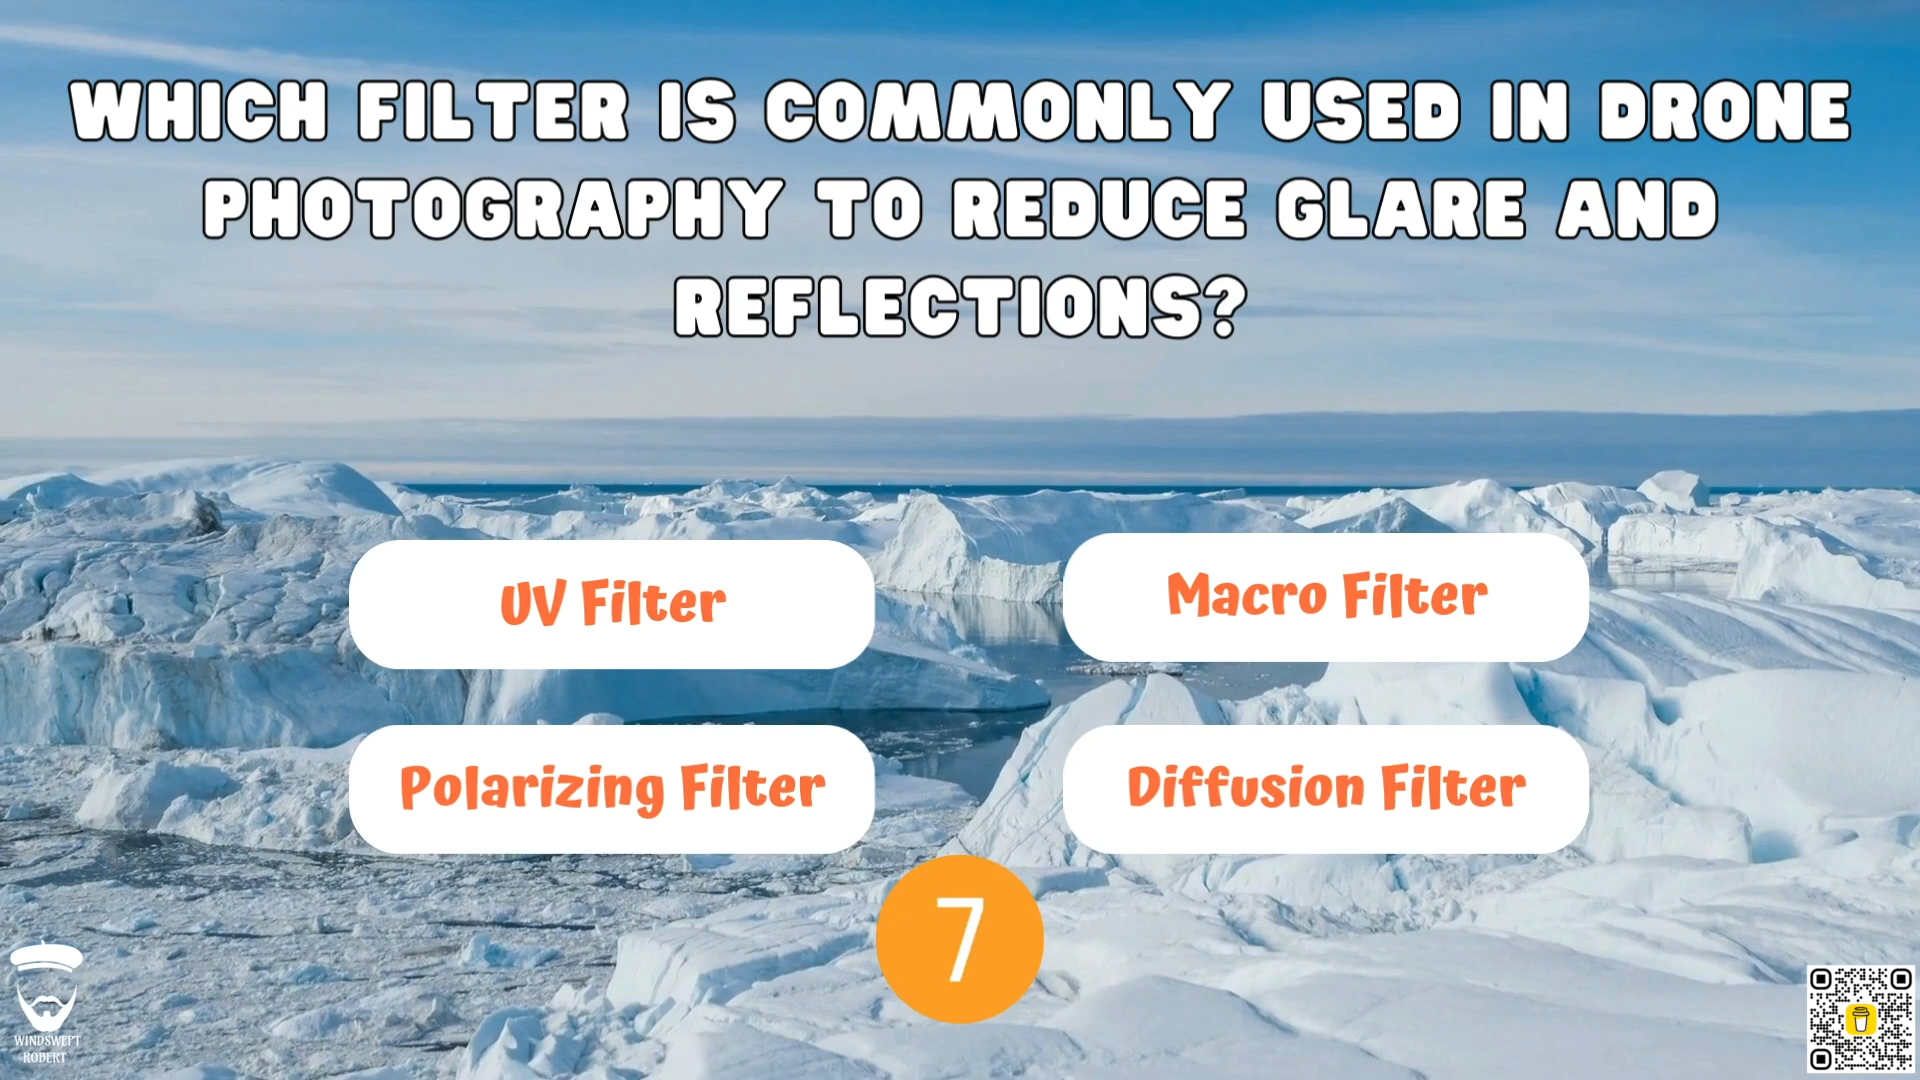 WHICH FILTER IS COMMONLY USED IN DRONE
PHOTOGRAPHY TO REDUCE GLARE AND
REFLECTIONS?
UV Filter
Macro Filter
Polarizing Filter
Diffusion Filter
7
WINDSWEPT
ROBERT